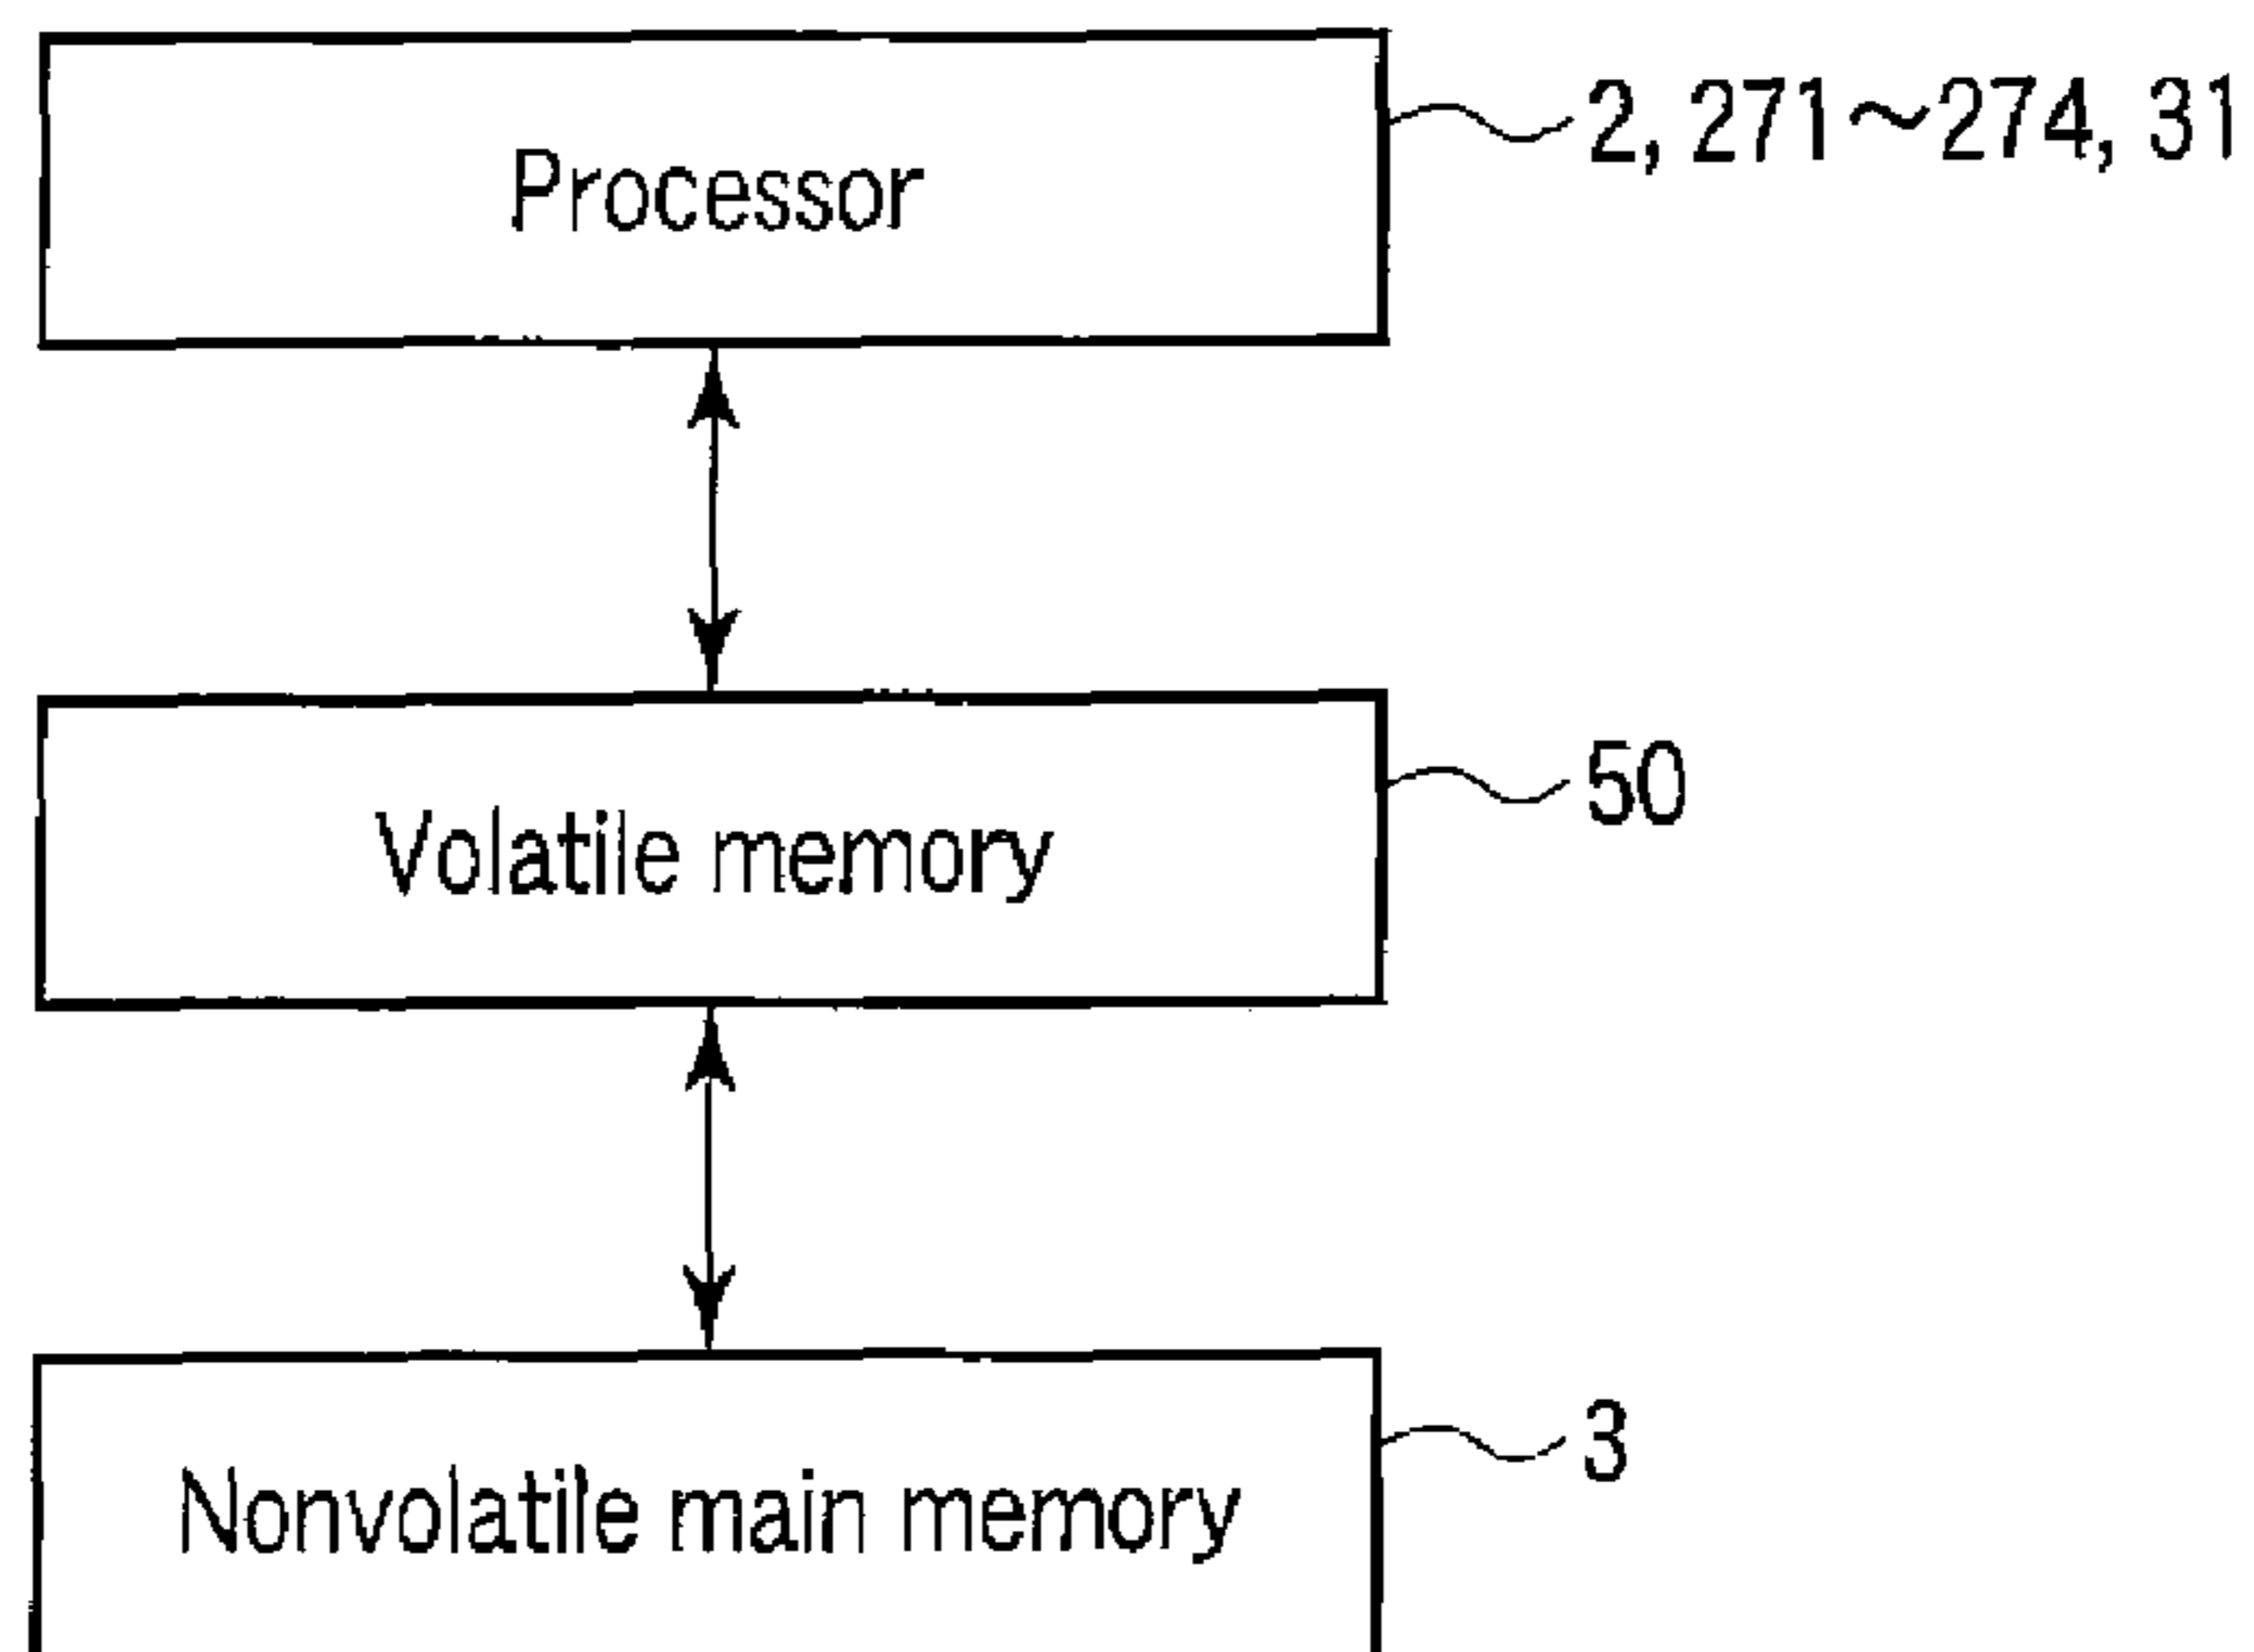 Processor
2, 271~274, 31
Volatile memory
50
Nonvolatile main memory
3